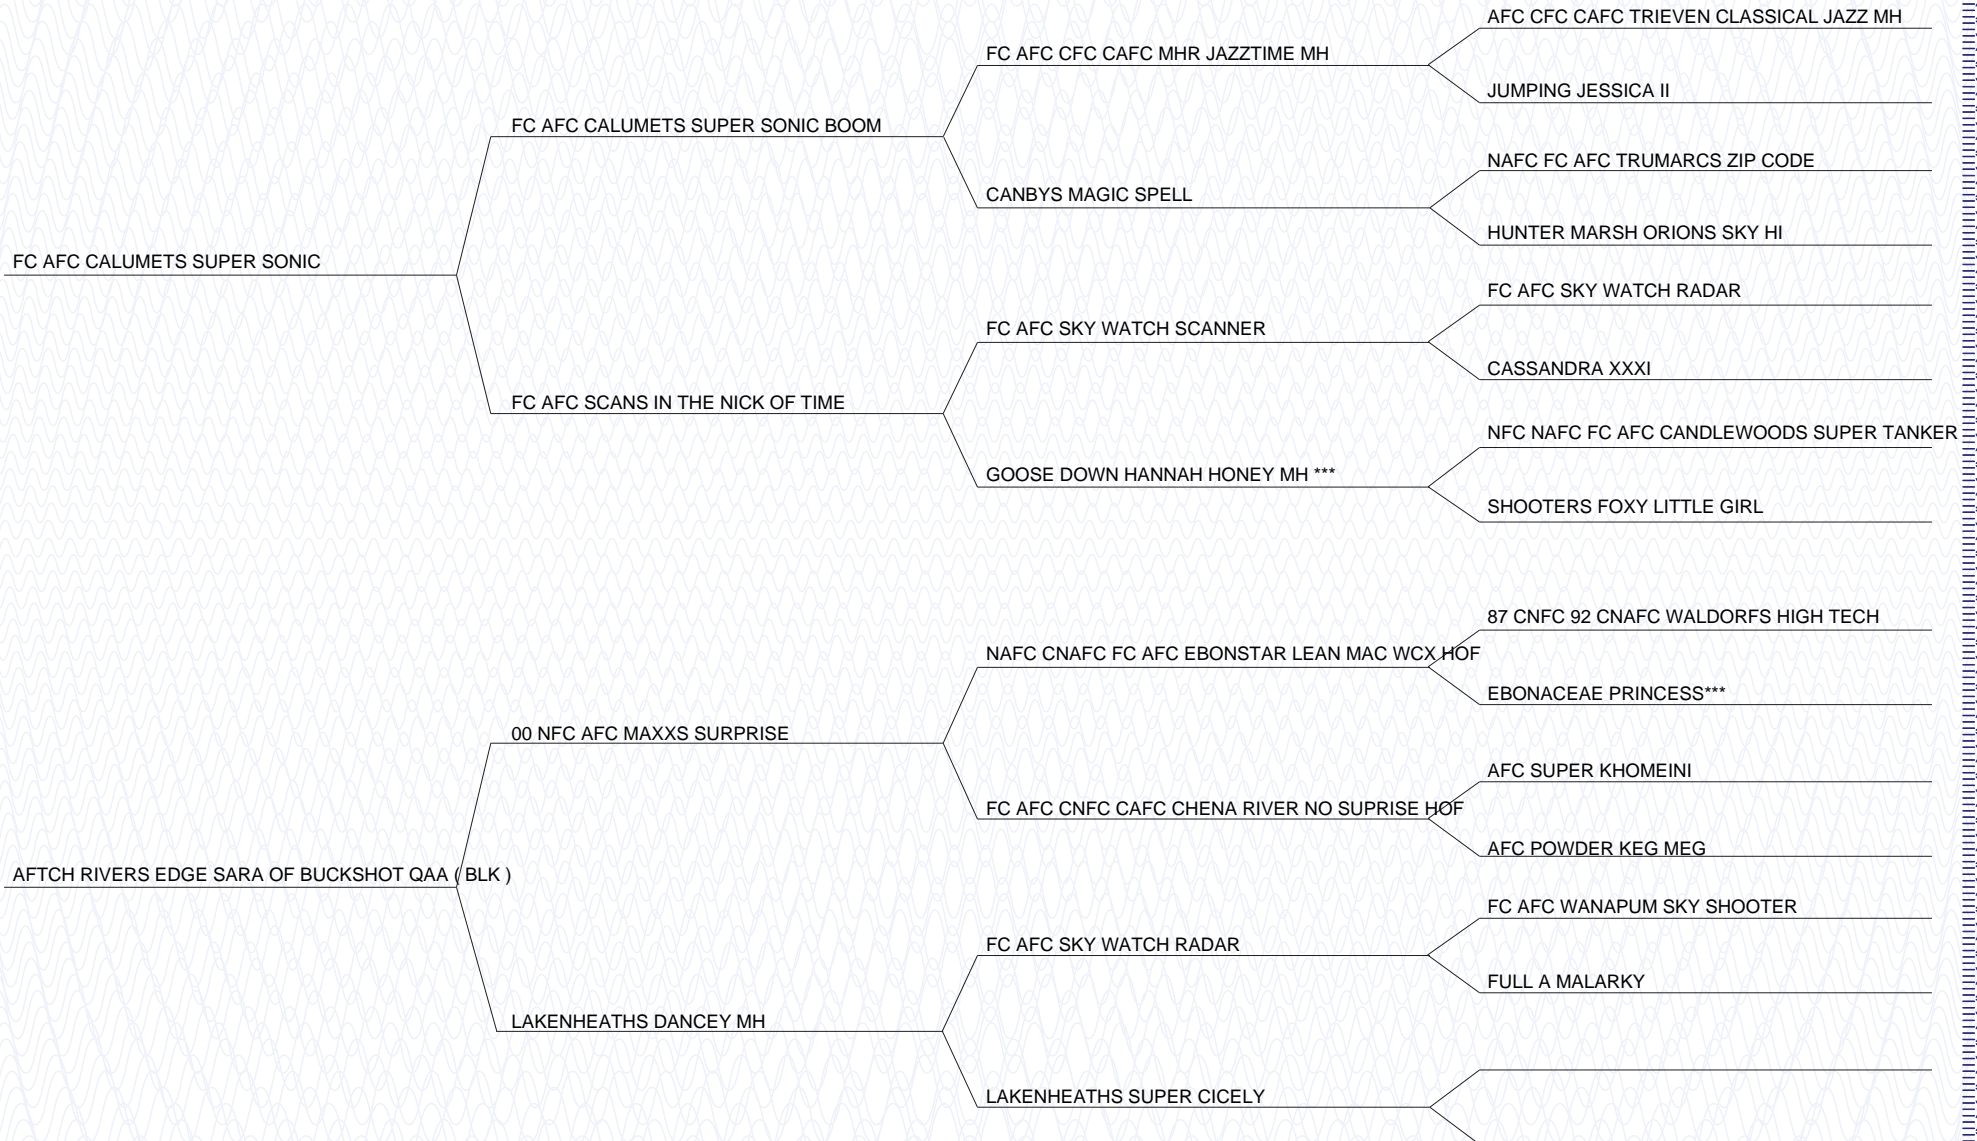 AFC CFC CAFC TRIEVEN CLASSICAL JAZZ MH
FC AFC CFC CAFC MHR JAZZTIME MH
JUMPING JESSICA II
FC AFC CALUMETS SUPER SONIC BOOM
NAFC FC AFC TRUMARCS ZIP CODE
CANBYS MAGIC SPELL
HUNTER MARSH ORIONS SKY HI
FC AFC CALUMETS SUPER SONIC
FC AFC SKY WATCH RADAR
FC AFC SKY WATCH SCANNER
CASSANDRA XXXI
FC AFC SCANS IN THE NICK OF TIME
NFC NAFC FC AFC CANDLEWOODS SUPER TANKER
GOOSE DOWN HANNAH HONEY MH ***
SHOOTERS FOXY LITTLE GIRL
87 CNFC 92 CNAFC WALDORFS HIGH TECH
NAFC CNAFC FC AFC EBONSTAR LEAN MAC WCX HOF
EBONACEAE PRINCESS***
00 NFC AFC MAXXS SURPRISE
AFC SUPER KHOMEINI
FC AFC CNFC CAFC CHENA RIVER NO SUPRISE HOF
AFC POWDER KEG MEG
AFTCH RIVERS EDGE SARA OF BUCKSHOT QAA ( BLK )
FC AFC WANAPUM SKY SHOOTER
FC AFC SKY WATCH RADAR
FULL A MALARKY
LAKENHEATHS DANCEY MH
LAKENHEATHS SUPER CICELY